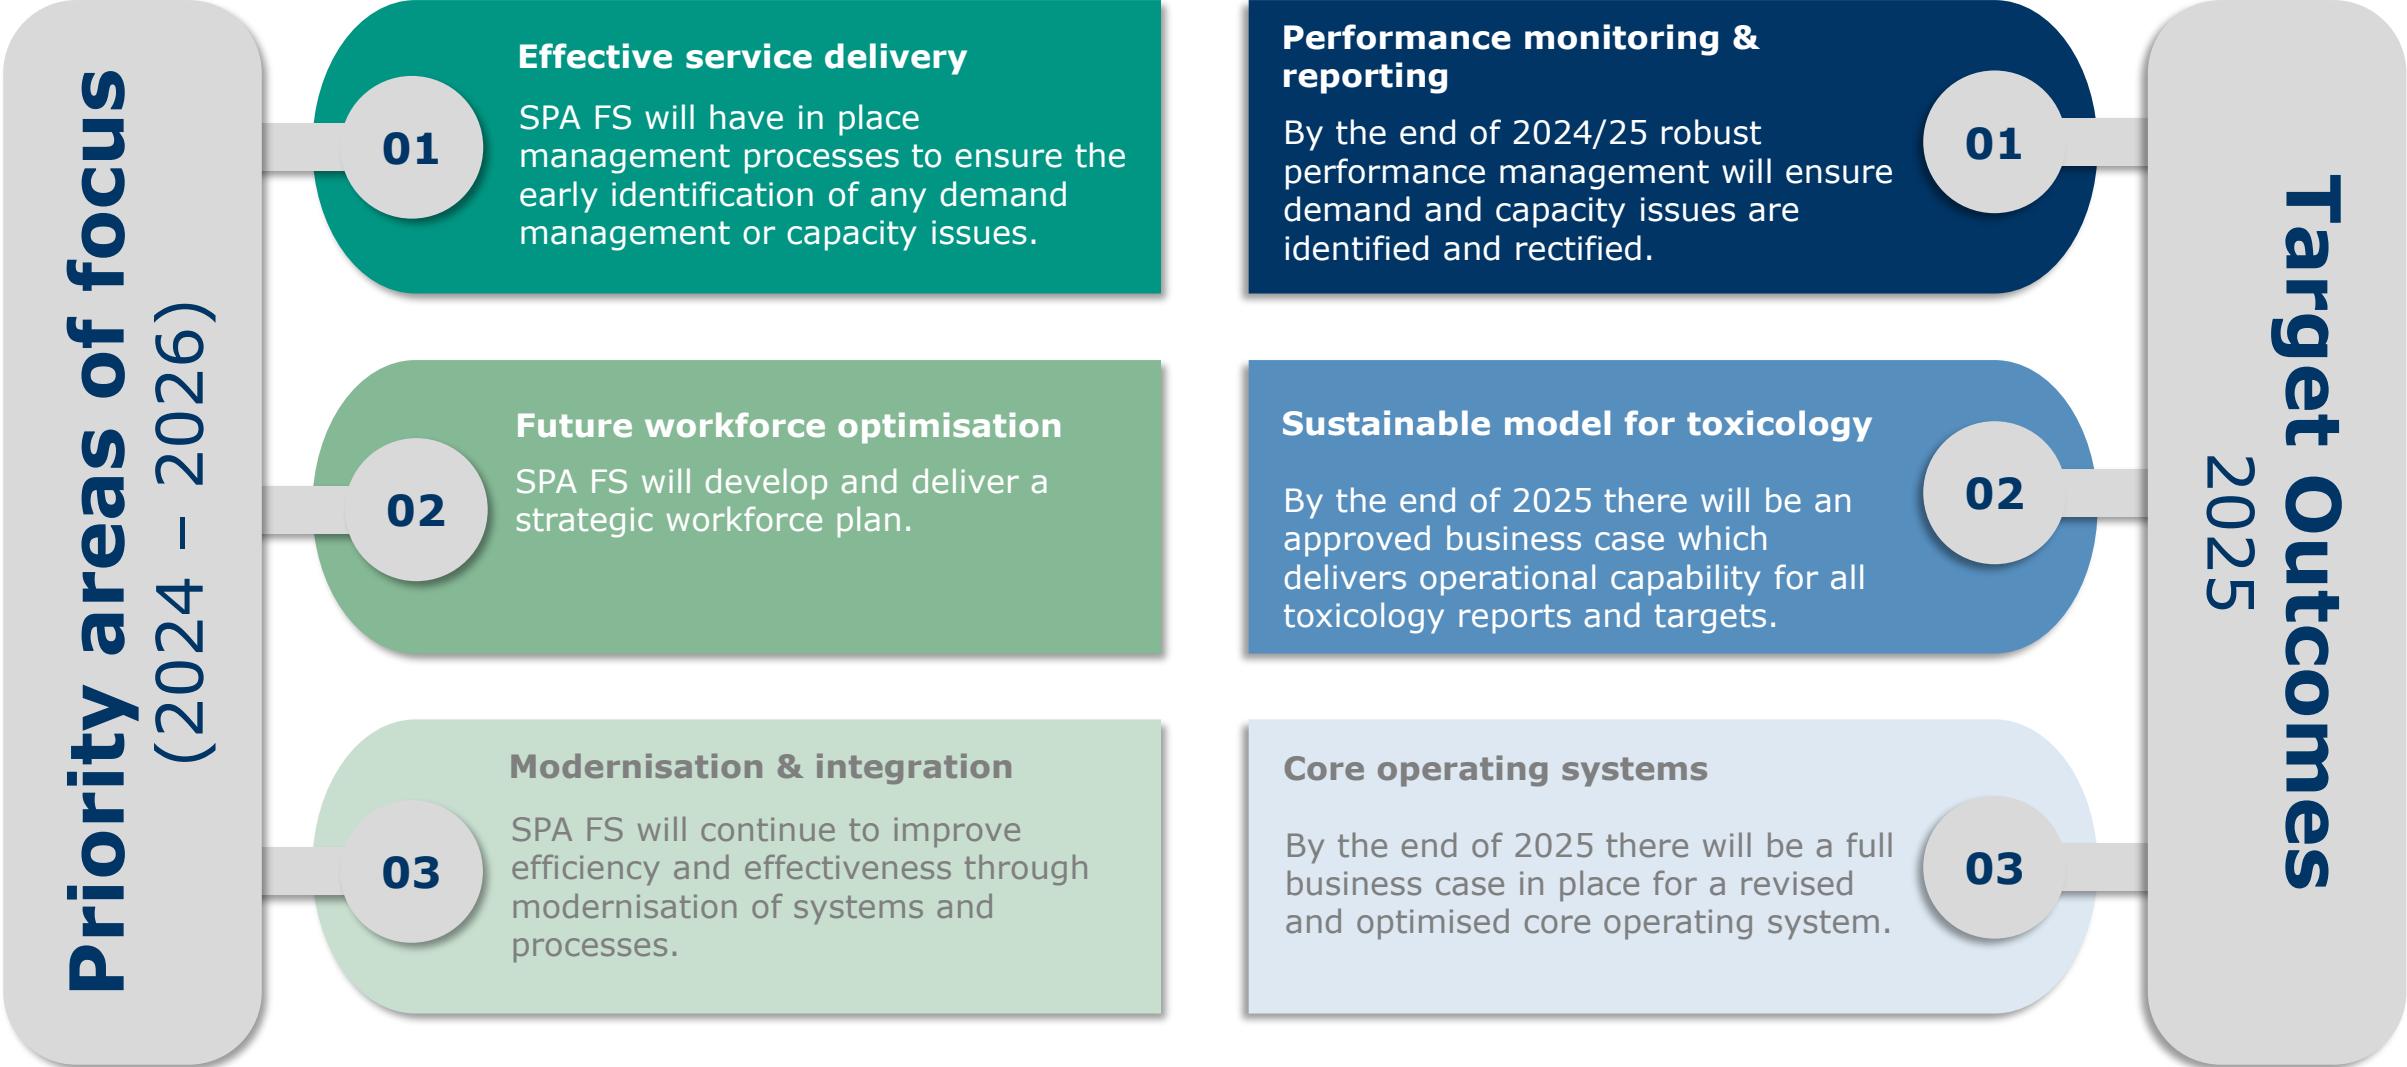 Priority areas of focus
(2024 – 2026)
01
Effective service delivery
SPA FS will have in place
management processes to ensure the
early identification of any demand
management or capacity issues.
02
Future workforce optimisation
SPA FS will develop and deliver a
strategic workforce plan.
03
Modernisation & integration
SPA FS will continue to improve
efficiency and effectiveness through
modernisation of systems and
processes.
Performance monitoring &
reporting
By the end of 2024/25 robust
performance management will ensure
demand and capacity issues are
identified and rectified.
01
Sustainable model for toxicology
By the end of 2025 there will be an
approved business case which
delivers operational capability for all
toxicology reports and targets.
02
Core operating systems
By the end of 2025 there will be a full
business case in place for a revised
and optimised core operating system.
03
Target Outcomes
2025